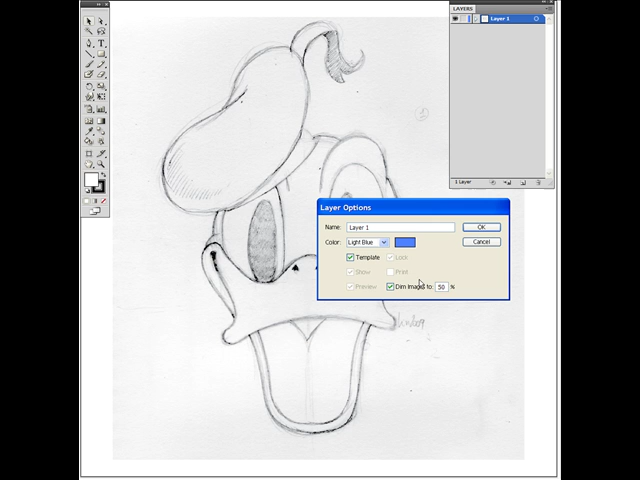 LAYERS
Layer 1
1 Layer
Layer Options
Name: Layer 1
OK
Color: Light Blue
Cancel
Template
Lock
Show
Print
Preview
Dim Images to: 50 %